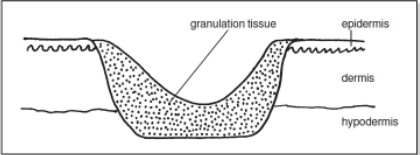 granulation tissue
epidermis
dermis
hypodermis